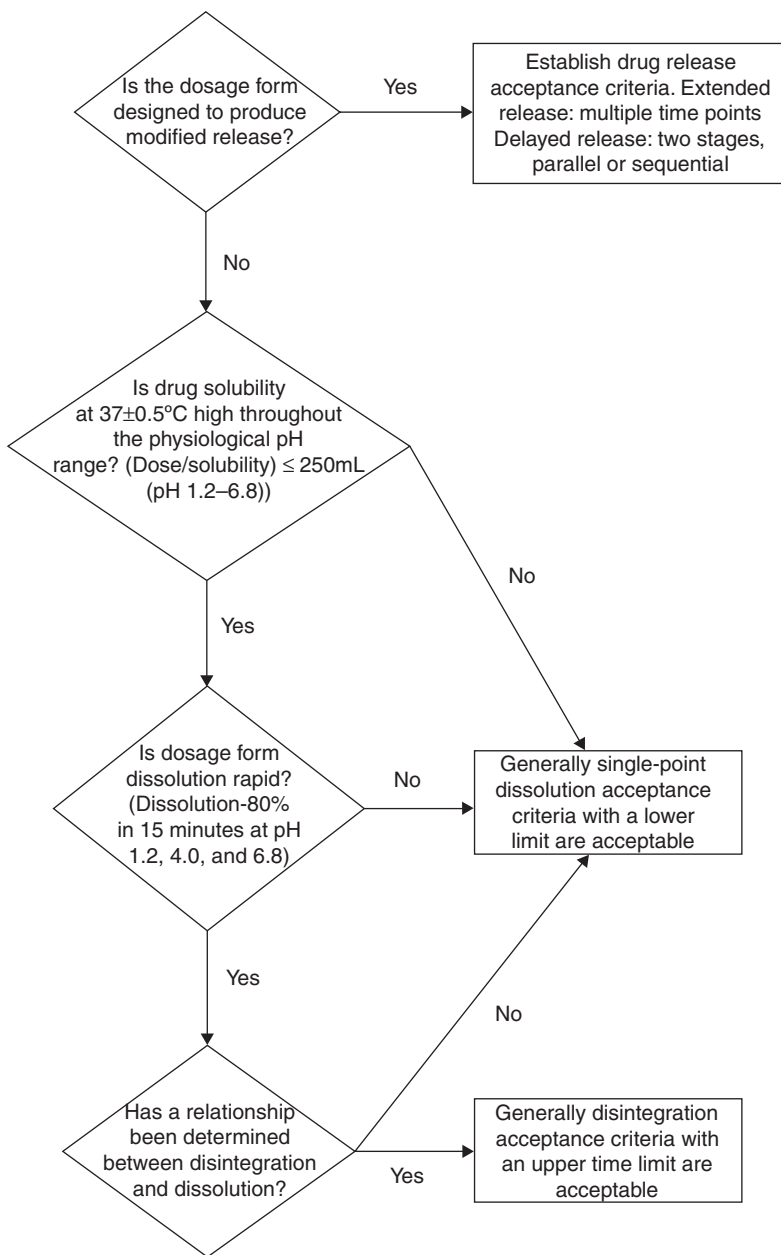 Is the dosage form
designed to produce
modified release?
Yes
Establish drug release
acceptance criteria. Extended
release: multiple time points
Delayed release: two stages,
parallel or sequential
No
Is drug solubility
at 37±0.5ºC high throughout
the physiological pH
range? (Dose/solubility) ≤ 250mL
(pH 1.2–6.8))
No
Yes
Is dosage form
dissolution rapid?
(Dissolution-80%
in 15 minutes at pH
1.2, 4.0, and 6.8)
No
Generally single-point
dissolution acceptance
criteria with a lower
limit are acceptable
Yes
No
Has a relationship
been determined
between disintegration
and dissolution?
Yes
Generally disintegration
acceptance criteria with
an upper time limit are
acceptable